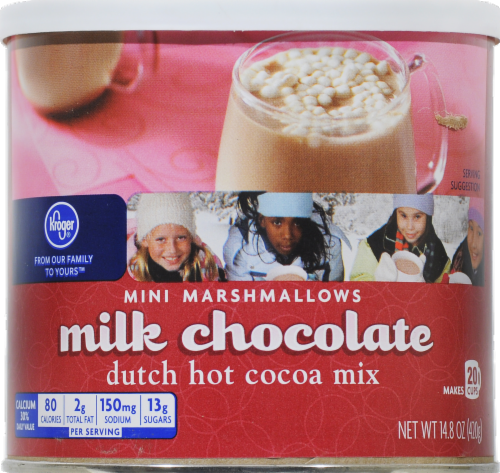 SERVING
SUGGESTION
Kroger
FROM OUR FAMILY
TO YOURS™
MINI MARSHMALLOWS
milk chocolate
dutch hot cocoa mix
CALCIUM
30%
DAILY VALUE
80
CALORIES
2g
TOTAL FAT
150mg
SODIUM
13g
SUGARS
PER SERVING
MAKES 20 CUPS
NET WT 14.8 OZ (420g)